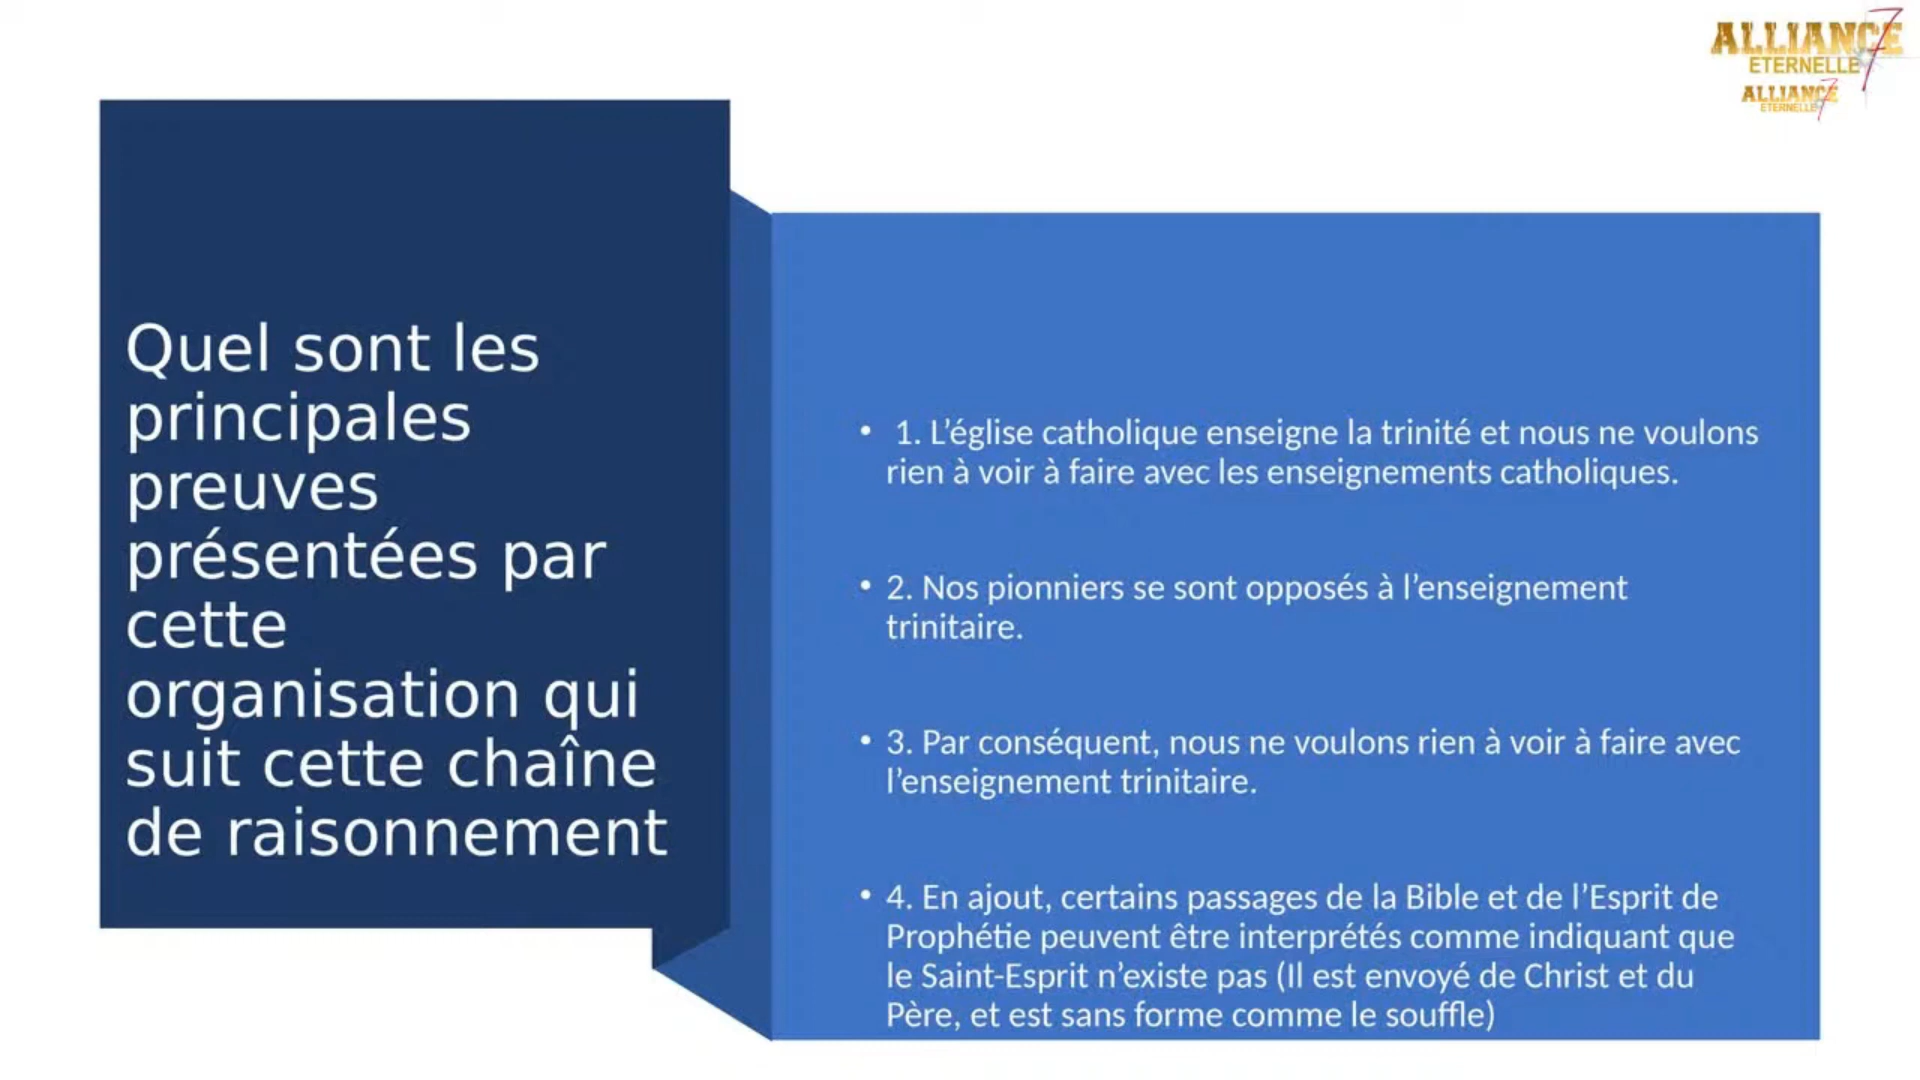 ALLIANCE 7
ETERNELLE
ALLIANCE 7
ETERNELLE
Quel sont les
principales
preuves
présentées par
cette
organisation qui
suit cette chaîne
de raisonnement
• 1. L’église catholique enseigne la trinité et nous ne voulons
rien à voir à faire avec les enseignements catholiques.
• 2. Nos pionniers se sont opposés à l’enseignement
trinitaire.
• 3. Par conséquent, nous ne voulons rien à voir à faire avec
l’enseignement trinitaire.
• 4. En ajout, certains passages de la Bible et de l’Esprit de
Prophétie peuvent être interprétés comme indiquant que
le Saint-Esprit n’existe pas (Il est envoyé de Christ et du
Père, et est sans forme comme le souffle)